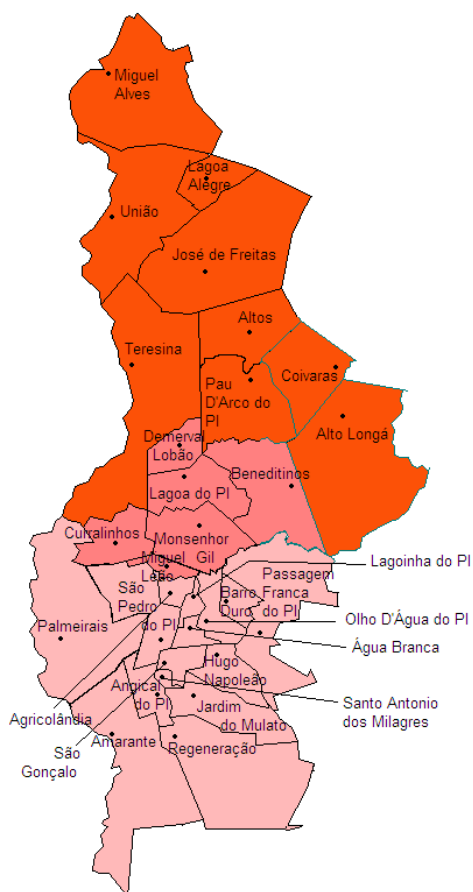 Miguel
Alves
Lagoa
Alegre
União
José de Freitas
Altos
Teresina
Pau
D'Arco do
PI
Coivaras
Alto Longá
Demerval
Lobão
Beneditinos
Lagoa do PI
Curralinhos
Monsenhor
Gil
Miguel
Leão
Lagoinha do PI
Passagem
Franca
do PI
São
Pedro
do PI
Barro
Duro
Olho D'Água do PI
Palmeirais
Água Branca
Hugo
Napoleão
Angical
do PI
Santo Antonio
dos Milagres
Jardim
do Mulato
Agricolândia
São
Gonçalo
Amarante
Regeneração